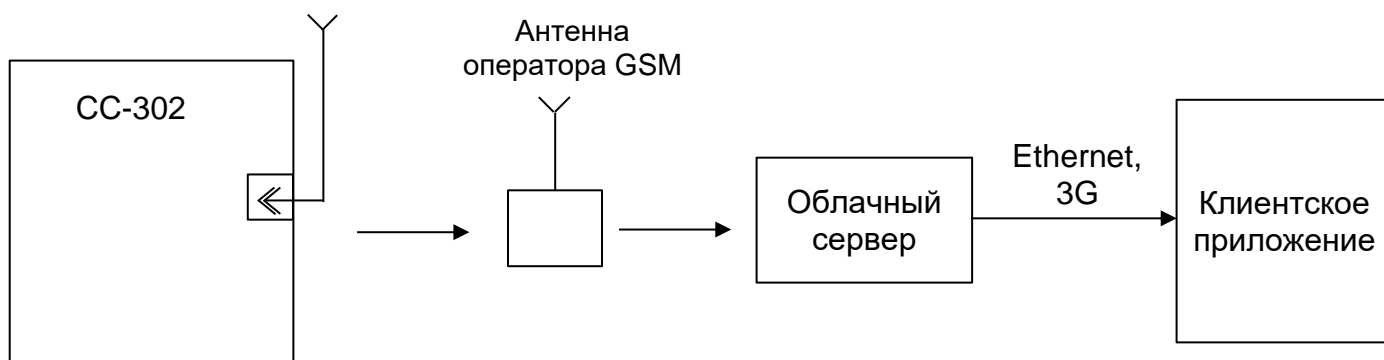 Антенна
оператора GSM
СС-302
Ethernet,
3G
Облачный
сервер
Клиентское
приложение